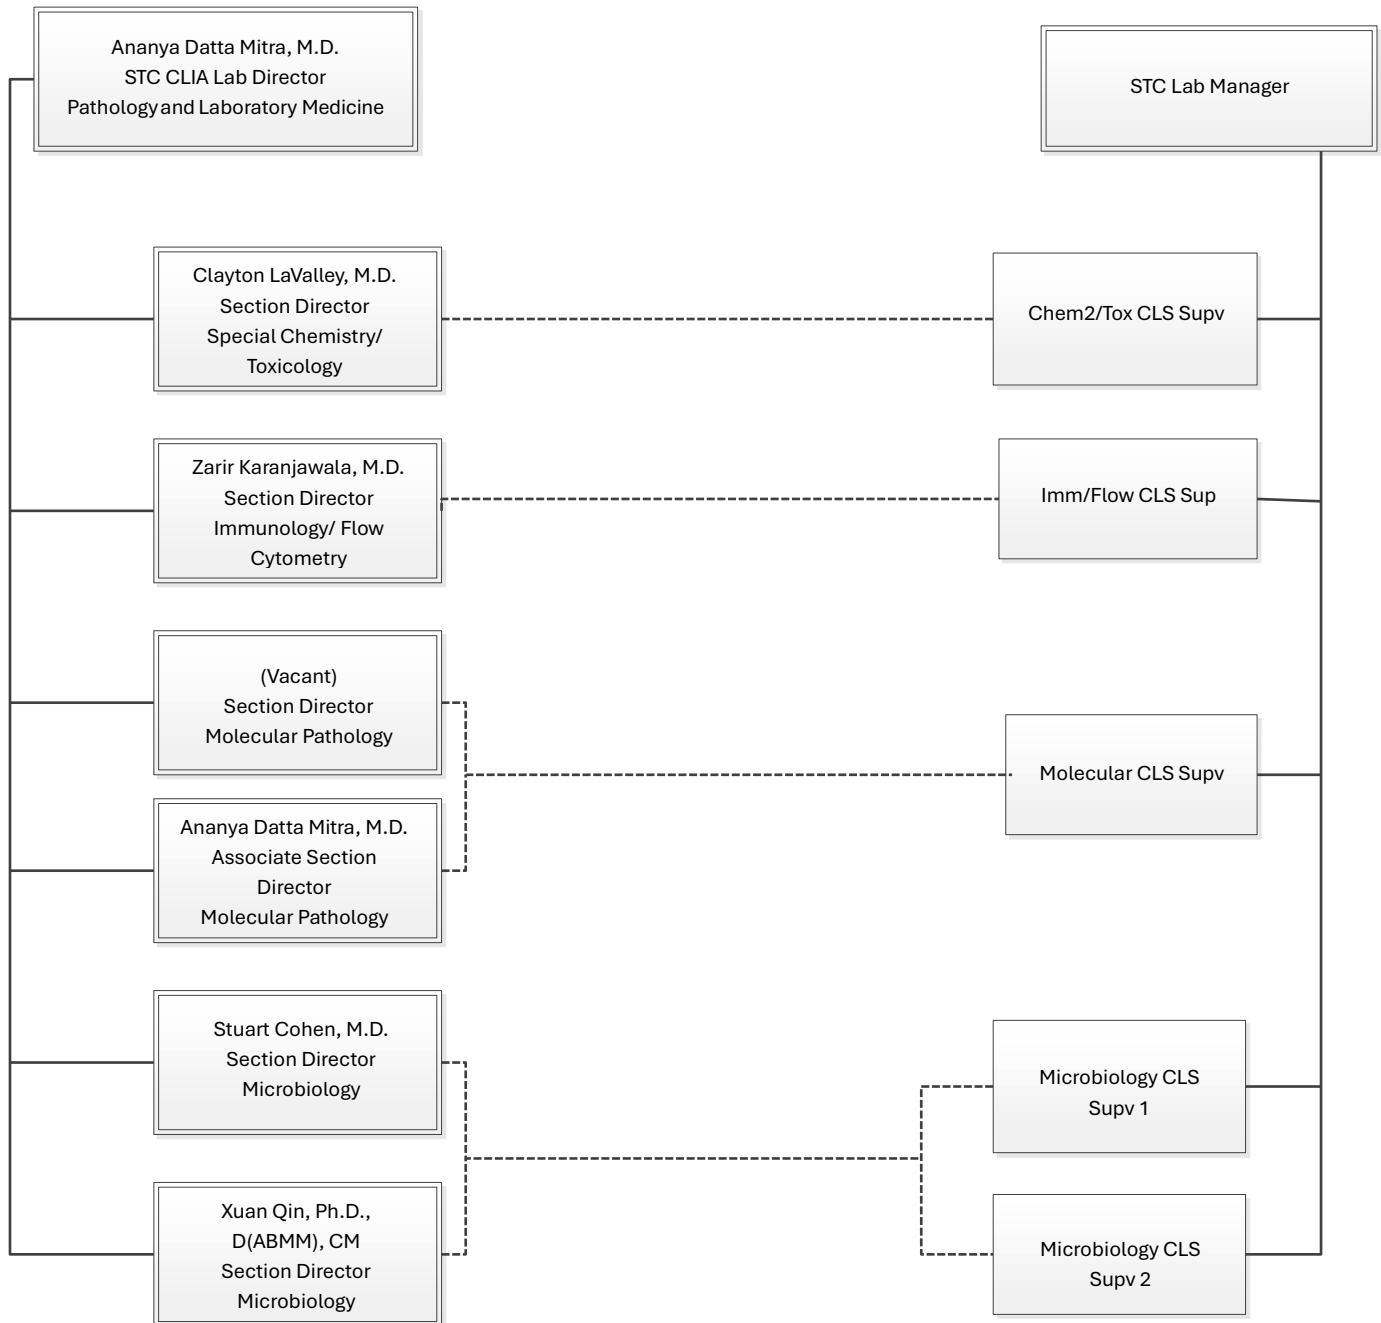 Ananya Datta Mitra, M.D.
STC CLIA Lab Director
Pathology and Laboratory Medicine
STC Lab Manager
Clayton LaValley, M.D.
Section Director
Special Chemistry/
Toxicology
Chem2/Tox CLS Supv
Zarir Karanjawala, M.D.
Section Director
Immunology/ Flow
Cytometry
Imm/Flow CLS Sup
(Vacant)
Section Director
Molecular Pathology
Molecular CLS Supv
Ananya Datta Mitra, M.D.
Associate Section
Director
Molecular Pathology
Stuart Cohen, M.D.
Section Director
Microbiology
Microbiology CLS
Supv 1
Xuan Qin, Ph.D.,
D(ABMM), CM
Section Director
Microbiology
Microbiology CLS
Supv 2